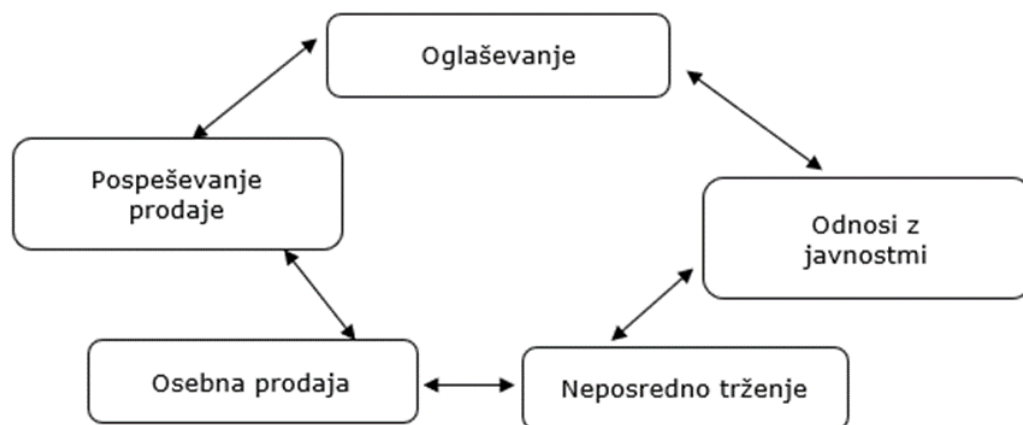 Oglaševanje
Pospeševanje
prodaje
Odnosi z
javnostmi
Osebna prodaja
Neposredno trženje